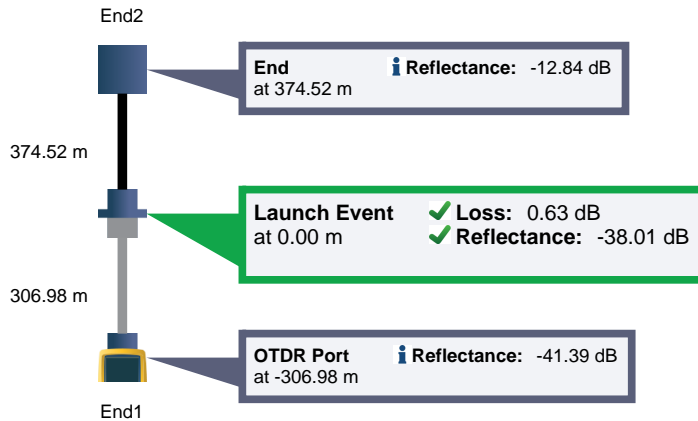 End2
End Reflectance: -12.84 dB
at 374.52 m
374.52 m
Launch Event Loss: 0.63 dB
at 0.00 m Reflectance: -38.01 dB
306.98 m
OTDR Port Reflectance: -41.39 dB
at -306.98 m
End1